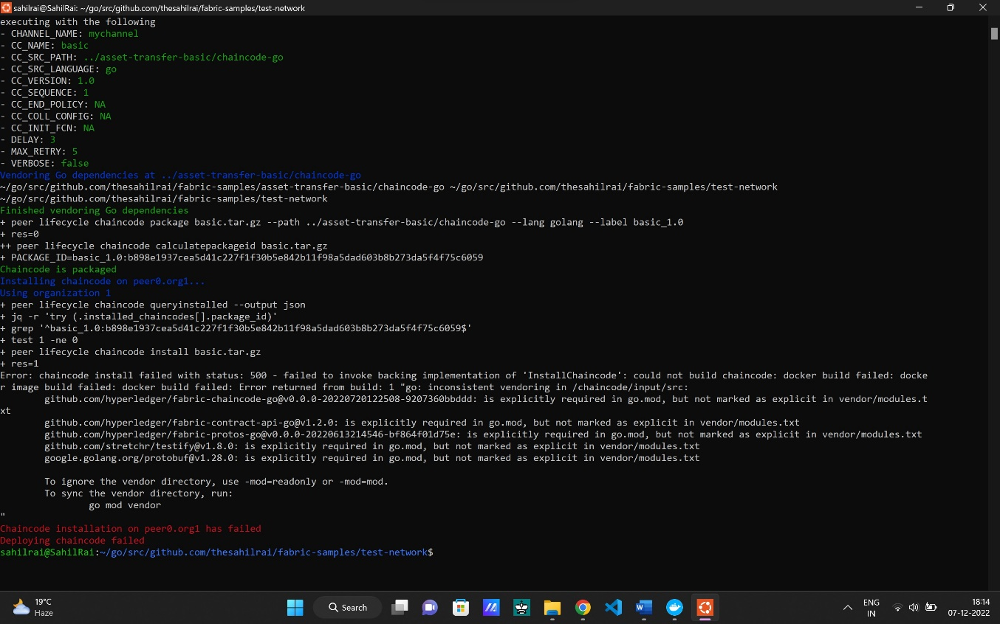 sahilrai@SahilRai: ~/go/src/github.com/thesahilrai/fabric-samples/test-network
executing with the following
- CHANNEL_NAME: mychannel
- CC_NAME: basic
- CC_SRC_PATH: ../asset-transfer-basic/chaincode-go
- CC_SRC_LANGUAGE: go
- CC_VERSION: 1.0
- CC_SEQUENCE: 1
- CC_END_POLICY: NA
- CC_COLL_CONFIG: NA
- CC_INIT_FCN: NA
- DELAY: 3
- MAX_RETRY: 5
- VERBOSE: false
Vendoring Go dependencies at ../asset-transfer-basic/chaincode-go
~/go/src/github.com/thesahilrai/fabric-samples/asset-transfer-basic/chaincode-go ~/go/src/github.com/thesahilrai/fabric-samples/test-network
~/go/src/github.com/thesahilrai/fabric-samples/test-network
Finished vendoring Go dependencies
+ peer lifecycle chaincode package basic.tar.gz --path ../asset-transfer-basic/chaincode-go --lang golang --label basic_1.0
+ res=0
++ peer lifecycle chaincode calculatepackageid basic.tar.gz
+ PACKAGE_ID=basic_1.0:b898e1937cea5d41c227f1f30b5e842b11f98a5dad603b8b273da5f4f75c6059
Chaincode is packaged
Installing chaincode on peer0.org1...
Using organization 1
+ peer lifecycle chaincode queryinstalled --output json
+ jq -r 'try (.installed_chaincodes[].package_id)'
+ grep '^basic_1.0:b898e1937cea5d41c227f1f30b5e842b11f98a5dad603b8b273da5f4f75c6059$'
+ test 1 -ne 0
+ peer lifecycle chaincode install basic.tar.gz
+ res=1
Error: chaincode install failed with status: 500 - failed to invoke backing implementation of 'InstallChaincode': could not build chaincode: docker build failed: docke
r image build failed: docker build failed: Error returned from build: 1 "go: inconsistent vendoring in /chaincode/input/src:
github.com/hyperledger/fabric-chaincode-go@v0.0.0-20220720122508-9207360bbddd: is explicitly required in go.mod, but not marked as explicit in vendor/modules.t
xt
github.com/hyperledger/fabric-contract-api-go@v1.2.0: is explicitly required in go.mod, but not marked as explicit in vendor/modules.txt
github.com/hyperledger/fabric-protos-go@v0.0.0-20220613214546-bf864f01d75e: is explicitly required in go.mod, but not marked as explicit in vendor/modules.txt
github.com/stretchr/testify@v1.8.0: is explicitly required in go.mod, but not marked as explicit in vendor/modules.txt
google.golang.org/protobuf@v1.28.0: is explicitly required in go.mod, but not marked as explicit in vendor/modules.txt
To ignore the vendor directory, use -mod=readonly or -mod=mod.
To sync the vendor directory, run:
go mod vendor
"
Chaincode installation on peer0.org1 has failed
Deploying chaincode failed
sahilrai@SahilRai:~/go/src/github.com/thesahilrai/fabric-samples/test-network$
19°C
Haze
Search
ENG
IN
18:14
07-12-2022